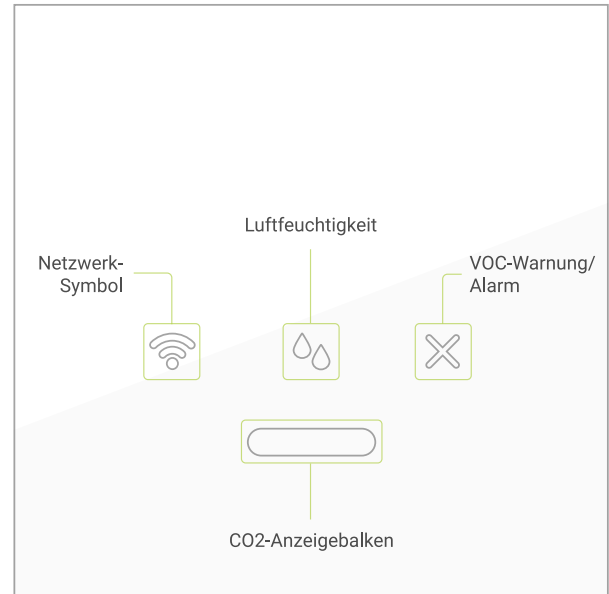 Luftfeuchtigkeit
Netzwerk-
Symbol
VOC-Warnung/
Alarm
CO2-Anzeigebalken